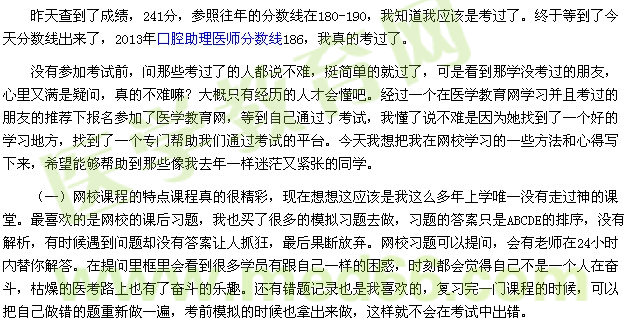 昨天查到了成绩，241分，参照往年的分数线在180-190，我知道我应该是考过了。终于等到了今
天分数线出来了，2013年口腔助理医师分数线186，我真的考过了。
没有参加考试前，问那些考过了的人都说不难，挺简单的就过了，可是看到那学没考过的朋友，
心里又满是疑问，真的不难嘛？大概只有经历的人才会懂吧。经过一个在医学教育网学习并且考过的
朋友的推荐下报名参加了医学教育网，等到自己通过了考试，我懂了说不难是因为她找到了一个好的
学习地方，找到了一个专门帮助我们通过考试的平台。今天我想把我在网校学习的一些方法和心得写
下来，希望能够帮助到那些像我去年一样迷茫又紧张的同学。
（一）网校课程的特点课程真的很精彩，现在想想这应该是我这么多年上学唯一没有走过神的课
堂。最喜欢的是网校的课后习题，我也买了很多的模拟习题去做，习题的答案只是ABCDE的排序，没有
解析，有时候遇到问题却没有答案让人抓狂，最后果断放弃。网校习题可以提问，会有老师在24小时
内替你解答。在提问里框里会看到很多学员有跟自己一样的困惑，时刻都会觉得自己不是一个人在奋
斗，枯燥的医考路上也有了奋斗的乐趣。还有错题记录也是我喜欢的，复习完一门课程的时候，可以
把自己做错的题重新做一遍，考前模拟的时候也拿出来做，这样就不会在考试中出错。
医学教育网
www.med66.com